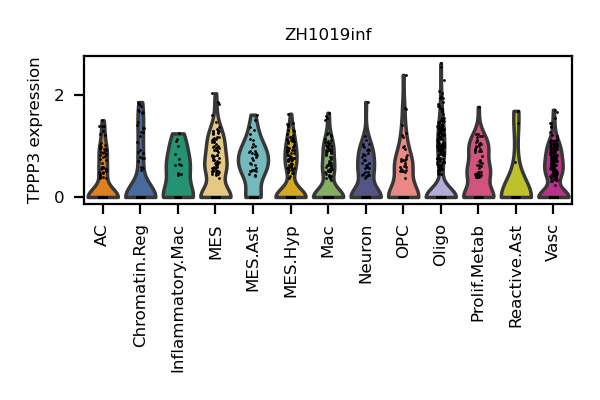 ZH1019inf
TPPP3 expression
2
0
AC
Chromatin.Reg
Inflammatory.Mac
MES
MES.Ast
MES.Hyp
Mac
Neuron
OPC
Oligo
Prolif.Metab
Reactive.Ast
Vasc